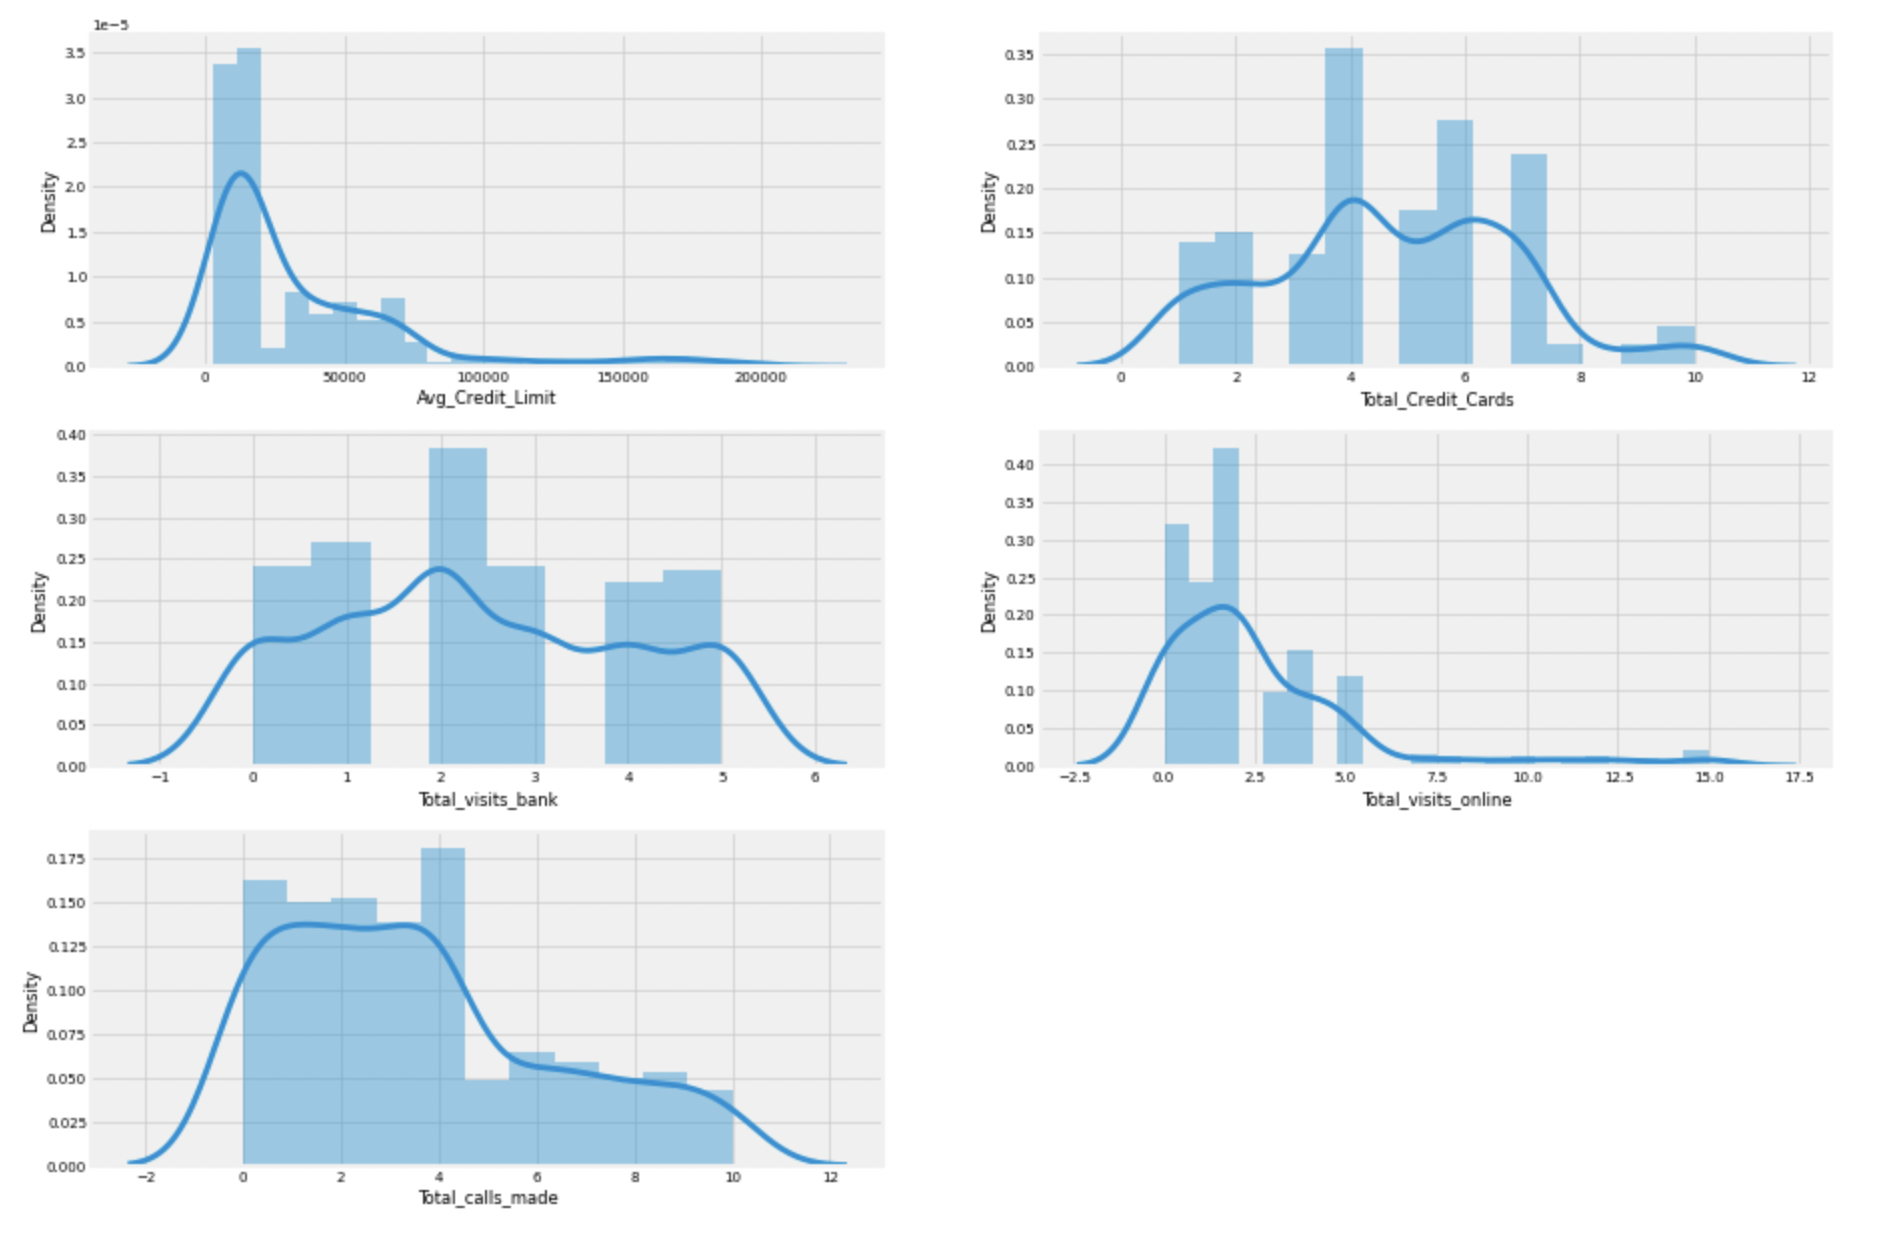 1e−5
3.5
3.0
2.5
2.0
1.5
1.0
0.5
0.0
Density
0 50000 100000 150000 200000
Avg_Credit_Limit
0.35
0.30
0.25
0.20
0.15
0.10
0.05
0.00
Density
0 2 4 6 8 10 12
Total_Credit_Cards
0.40
0.35
0.30
0.25
0.20
0.15
0.10
0.05
0.00
Density
−1 0 1 2 3 4 5 6
Total_visits_bank
0.40
0.35
0.30
0.25
0.20
0.15
0.10
0.05
0.00
Density
−2.5 0.0 2.5 5.0 7.5 10.0 12.5 15.0 17.5
Total_visits_online
0.175
0.150
0.125
0.100
0.075
0.050
0.025
0.000
Density
−2 0 2 4 6 8 10 12
Total_calls_made